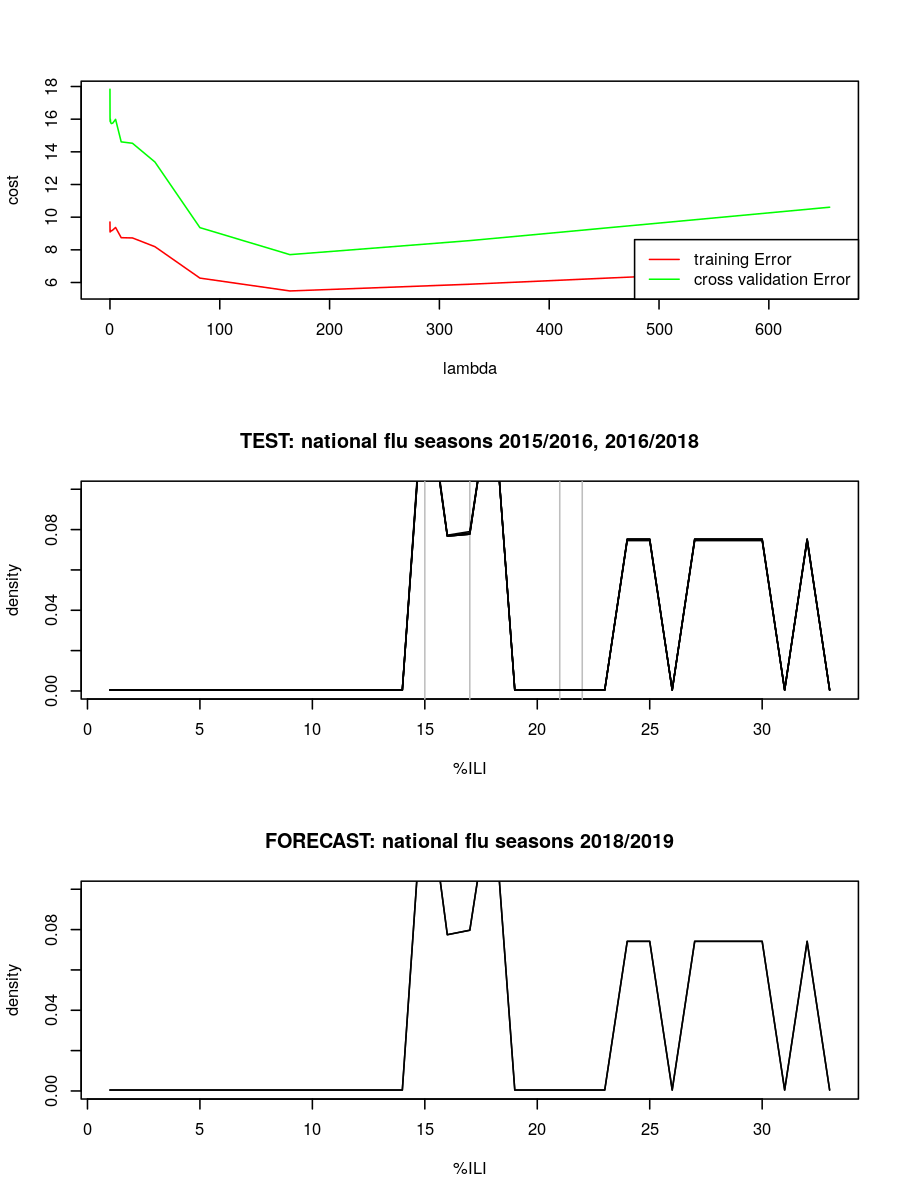 cost
18
16
14
12
10
8
6
training Error
cross validation Error
0 100 200 300 400 500 600
lambda
TEST: national flu seasons 2015/2016, 2016/2018
density
0.08
0.04
0.00
0 5 10 15 20 25 30
%ILI
FORECAST: national flu seasons 2018/2019
density
0.08
0.04
0.00
0 5 10 15 20 25 30
%ILI